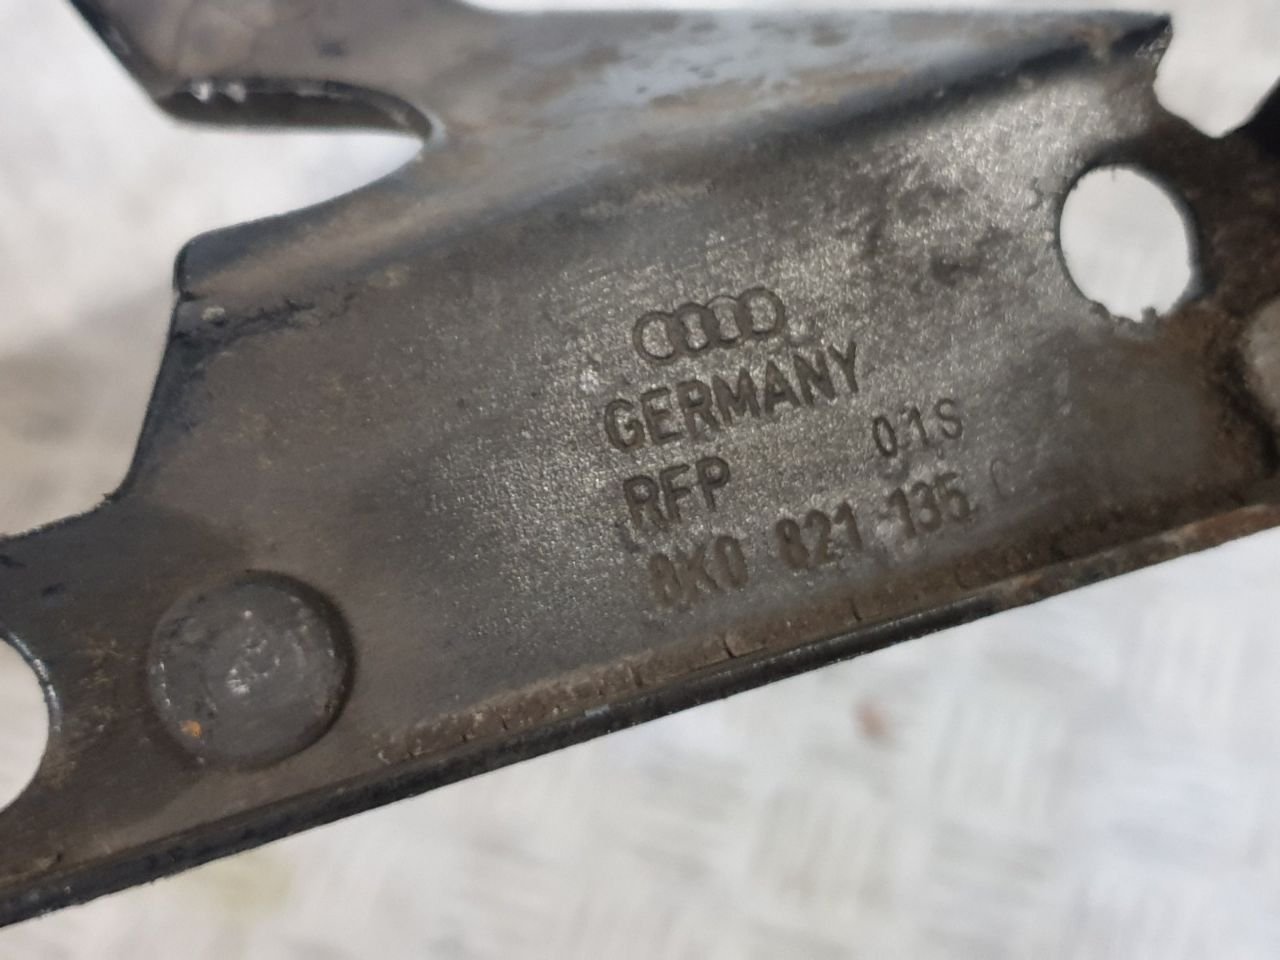 GERMANY
01S
RFP
8K0 821 135 C